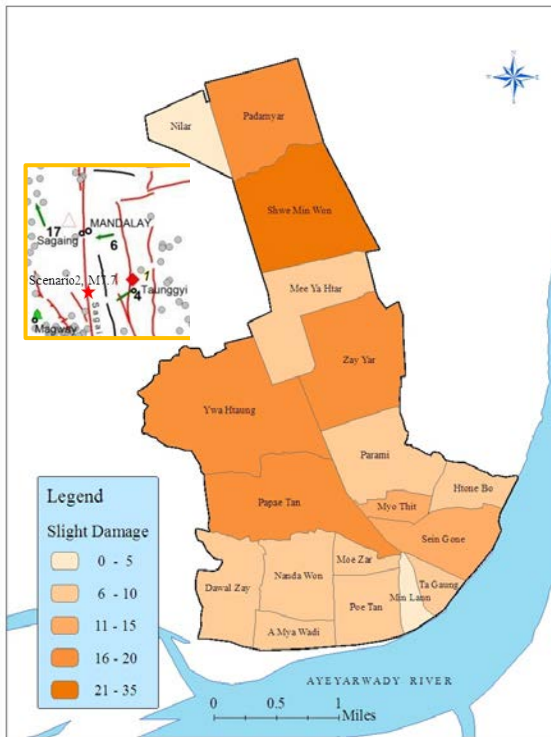 Nilar
Padamyar
Shwe Min Won
17
MANDALAY
Sagaing
6
Scenario2, M7.7
1
4
Taunggyi
Sagai
Magway
Mee Ya Htar
Zay Yar
Ywa Htaung
Parami
Htone Bo
Papae Tan
Myo Thit
Sein Gone
Moe Zar
Dawal Zay
Nanda Won
Ta Gaung
Min Lann
Poe Tan
A Mya Wadi
Legend
Slight Damage
0 - 5
6 - 10
11 - 15
16 - 20
21 - 35
AYEYARWADY RIVER
0 0.5 1
Miles